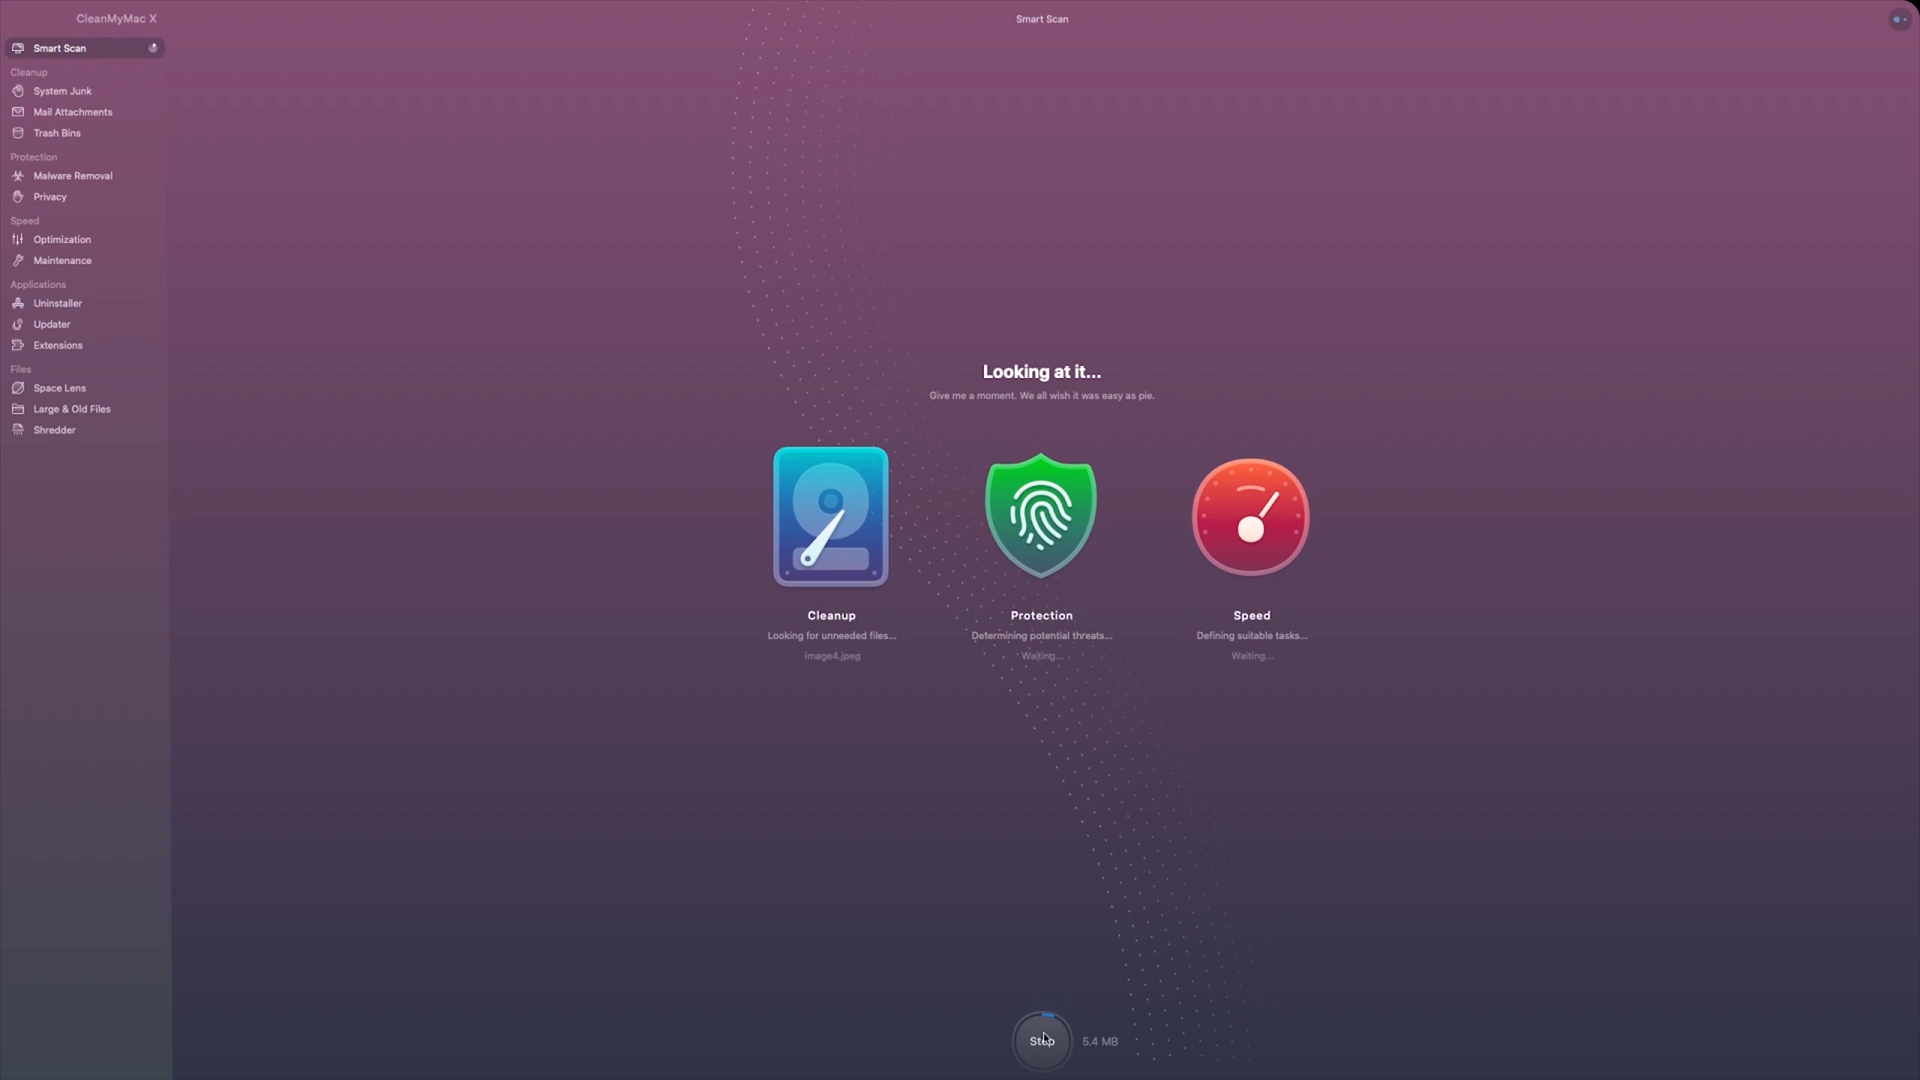 CleanMyMac X
Smart Scan
Smart Scan
Cleanup
System Junk
Mail Attachments
Trash Bins
Protection
Malware Removal
Privacy
Speed
Optimization
Maintenance
Applications
Uninstaller
Updater
Extensions
Files
Space Lens
Large & Old Files
Shredder
Looking at it...
Give me a moment. We all wish it was easy as pie.
Cleanup
Looking for unneeded files...
image4.jpeg
Protection
Determining potential threats...
Waiting...
Speed
Defining suitable tasks...
Waiting...
Stop
5.4 MB